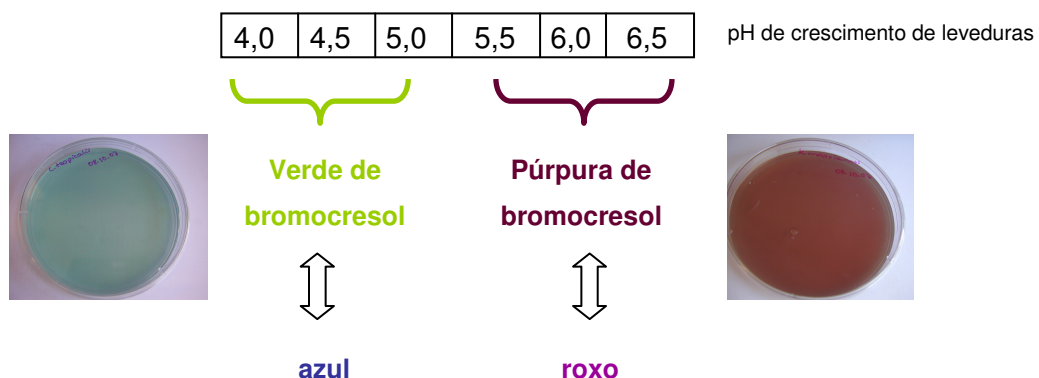 4,0 4,5 5,0 5,5 6,0 6,5
pH de crescimento de leveduras
Verde de
bromocresol
Púrpura de
bromocresol
azul
roxo